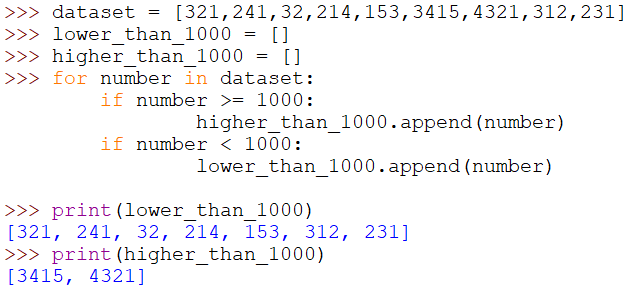 >>> dataset = [321,241,32,214,153,3415,4321,312,231]
>>> lower_than_1000 = []
>>> higher_than_1000 = []
>>> for number in dataset:
        if number >= 1000:
                higher_than_1000.append(number)
        if number < 1000:
                lower_than_1000.append(number)

>>> print(lower_than_1000)
[321, 241, 32, 214, 153, 312, 231]
>>> print(higher_than_1000)
[3415, 4321]